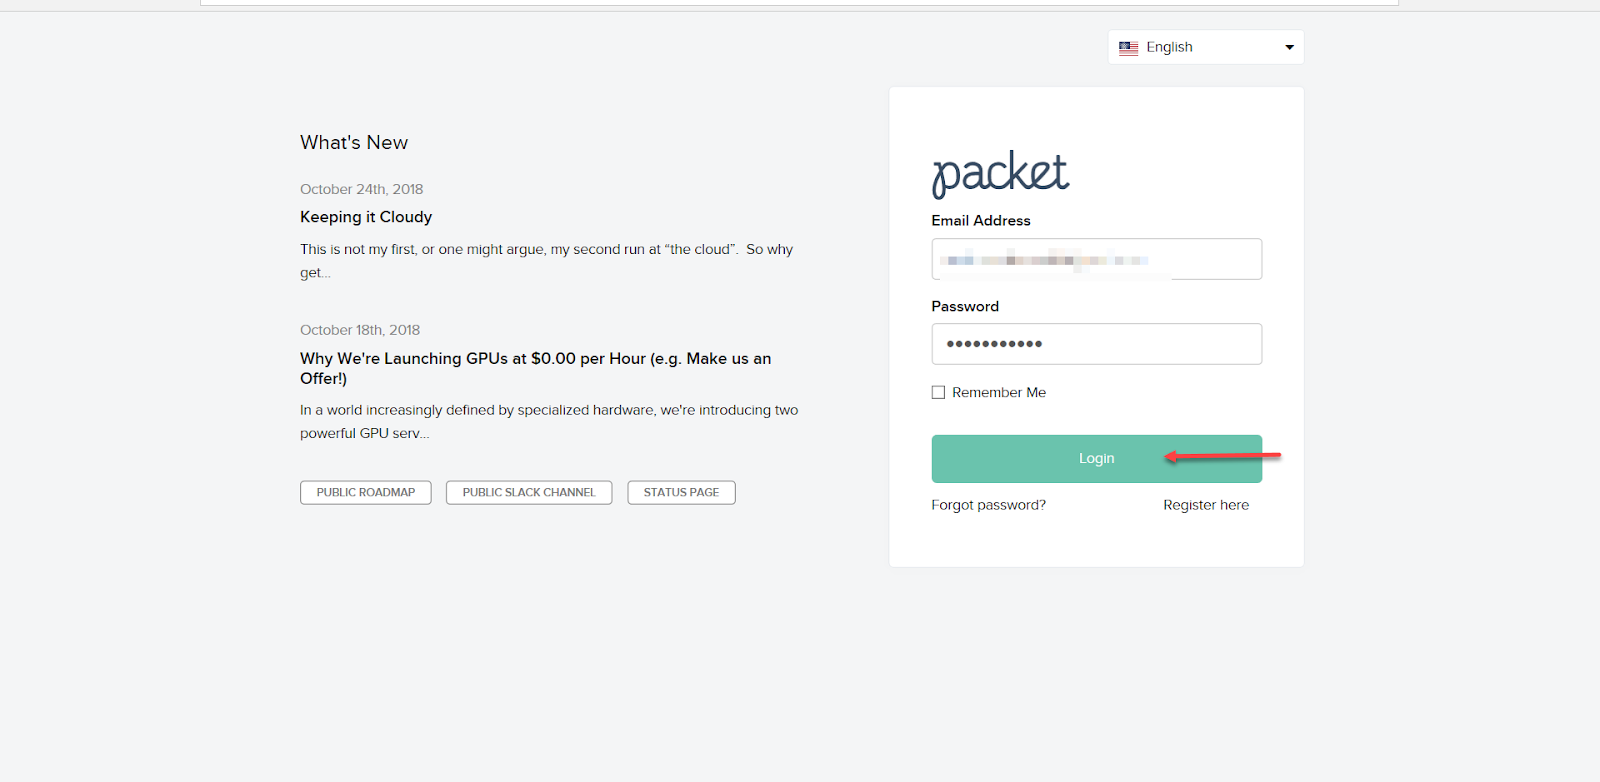 English
What's New
October 24th, 2018
Keeping it Cloudy
This is not my first, or one might argue, my second run at “the cloud”.  So why
get...
October 18th, 2018
Why We're Launching GPUs at $0.00 per Hour (e.g. Make us an
Offer!)
In a world increasingly defined by specialized hardware, we're introducing two
powerful GPU serv...
PUBLIC ROADMAP
PUBLIC SLACK CHANNEL
STATUS PAGE
packet
Email Address
Password
Remember Me
Login
Forgot password?
Register here